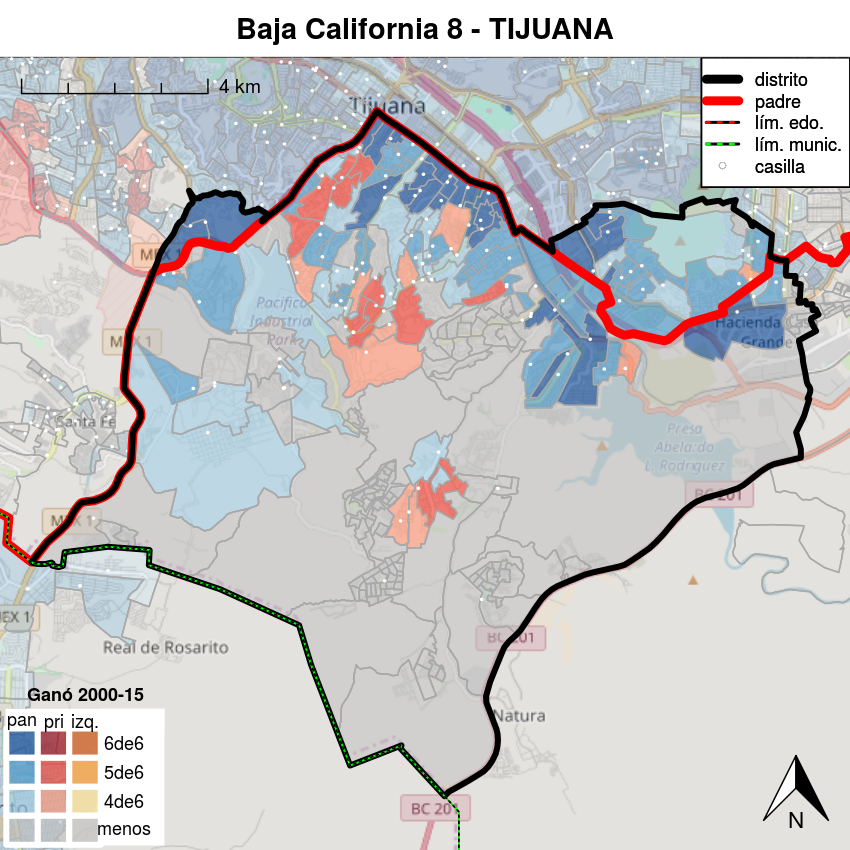 Baja California 8 - TIJUANA
4 km
Tijuana
distrito
padre
lím. edo.
lím. munic.
casilla
MEX 1
Pacifico
Industrial
Park
MEX 1
Hacienda
Grande
Santa Fe
Presa
Abelardo
L. Rodríguez
BC 201
MEX 1
MEX 1
BC 201
Real de Rosarito
Natura
Ganó 2000-15
pan pri izq.
6de6
5de6
4de6
menos
BC 201
N